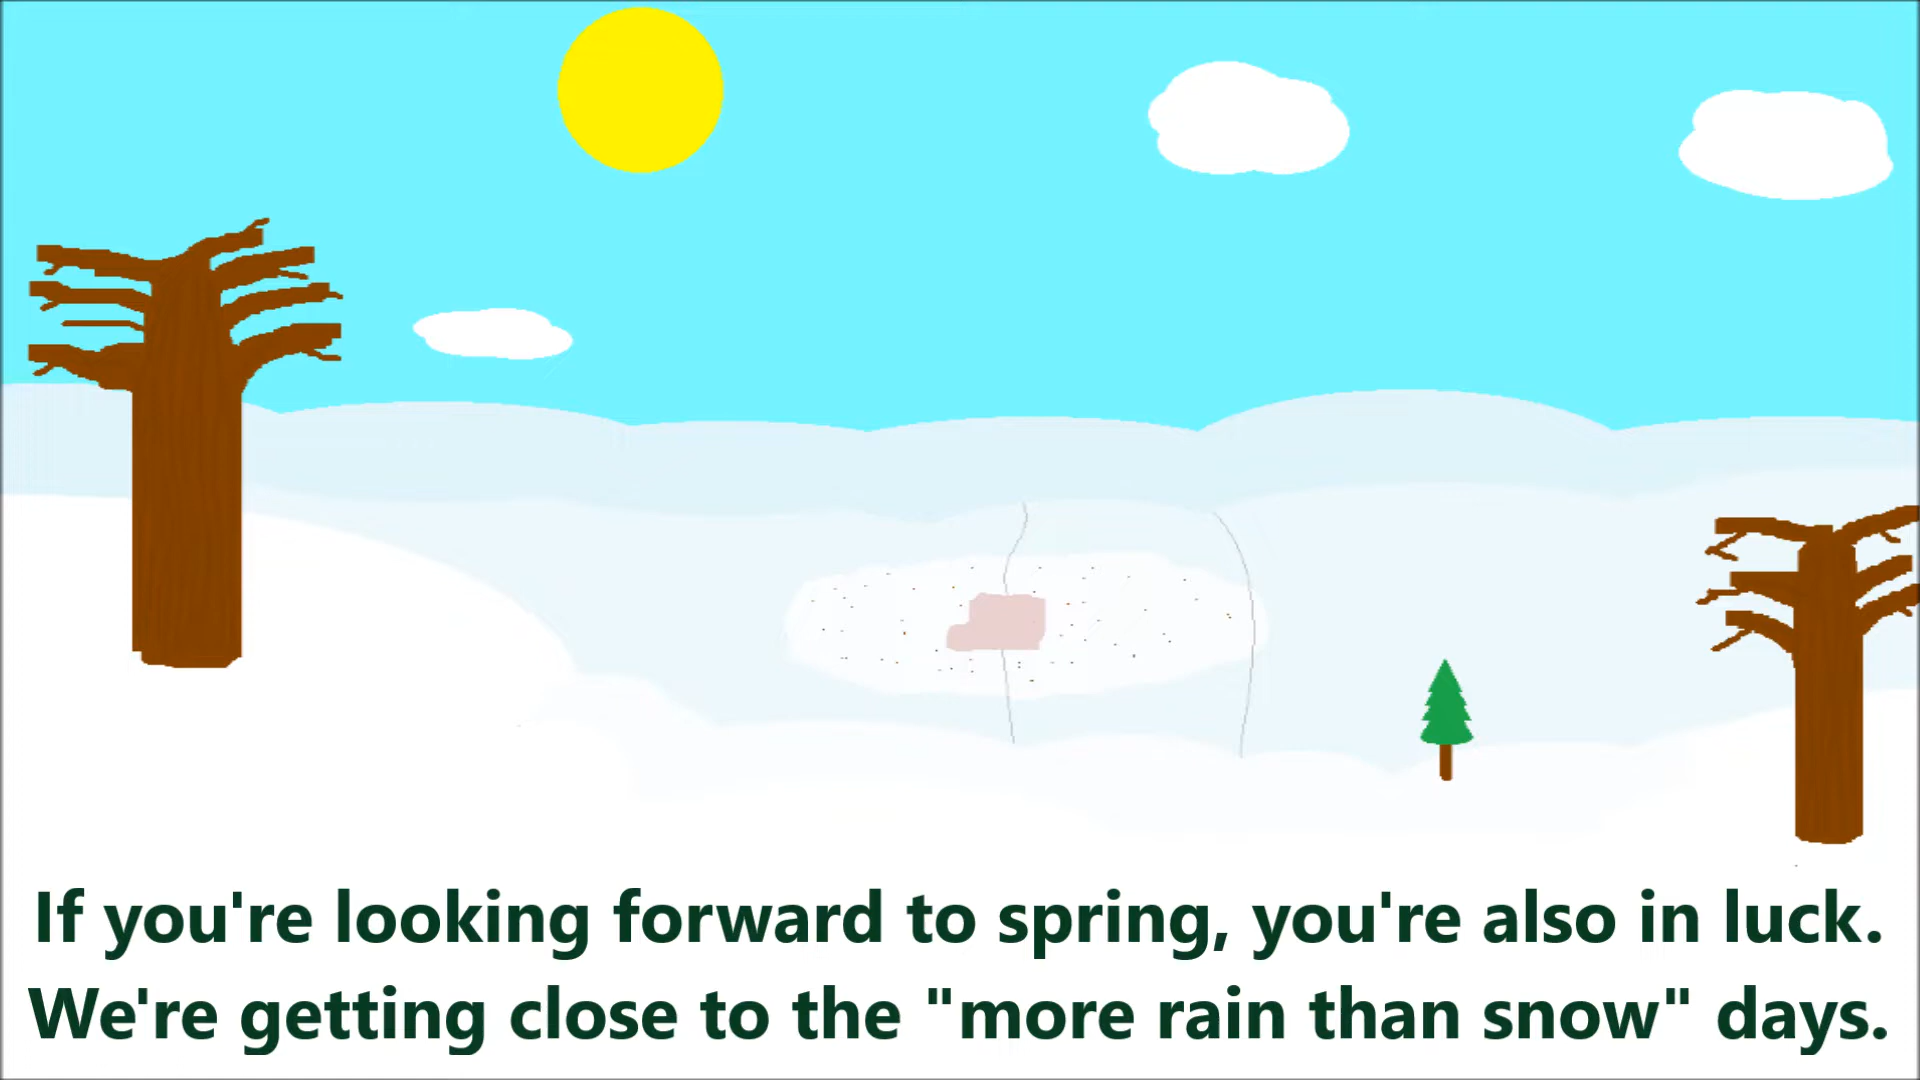 If you're looking forward to spring, you're also in luck.
We're getting close to the "more rain than snow" days.